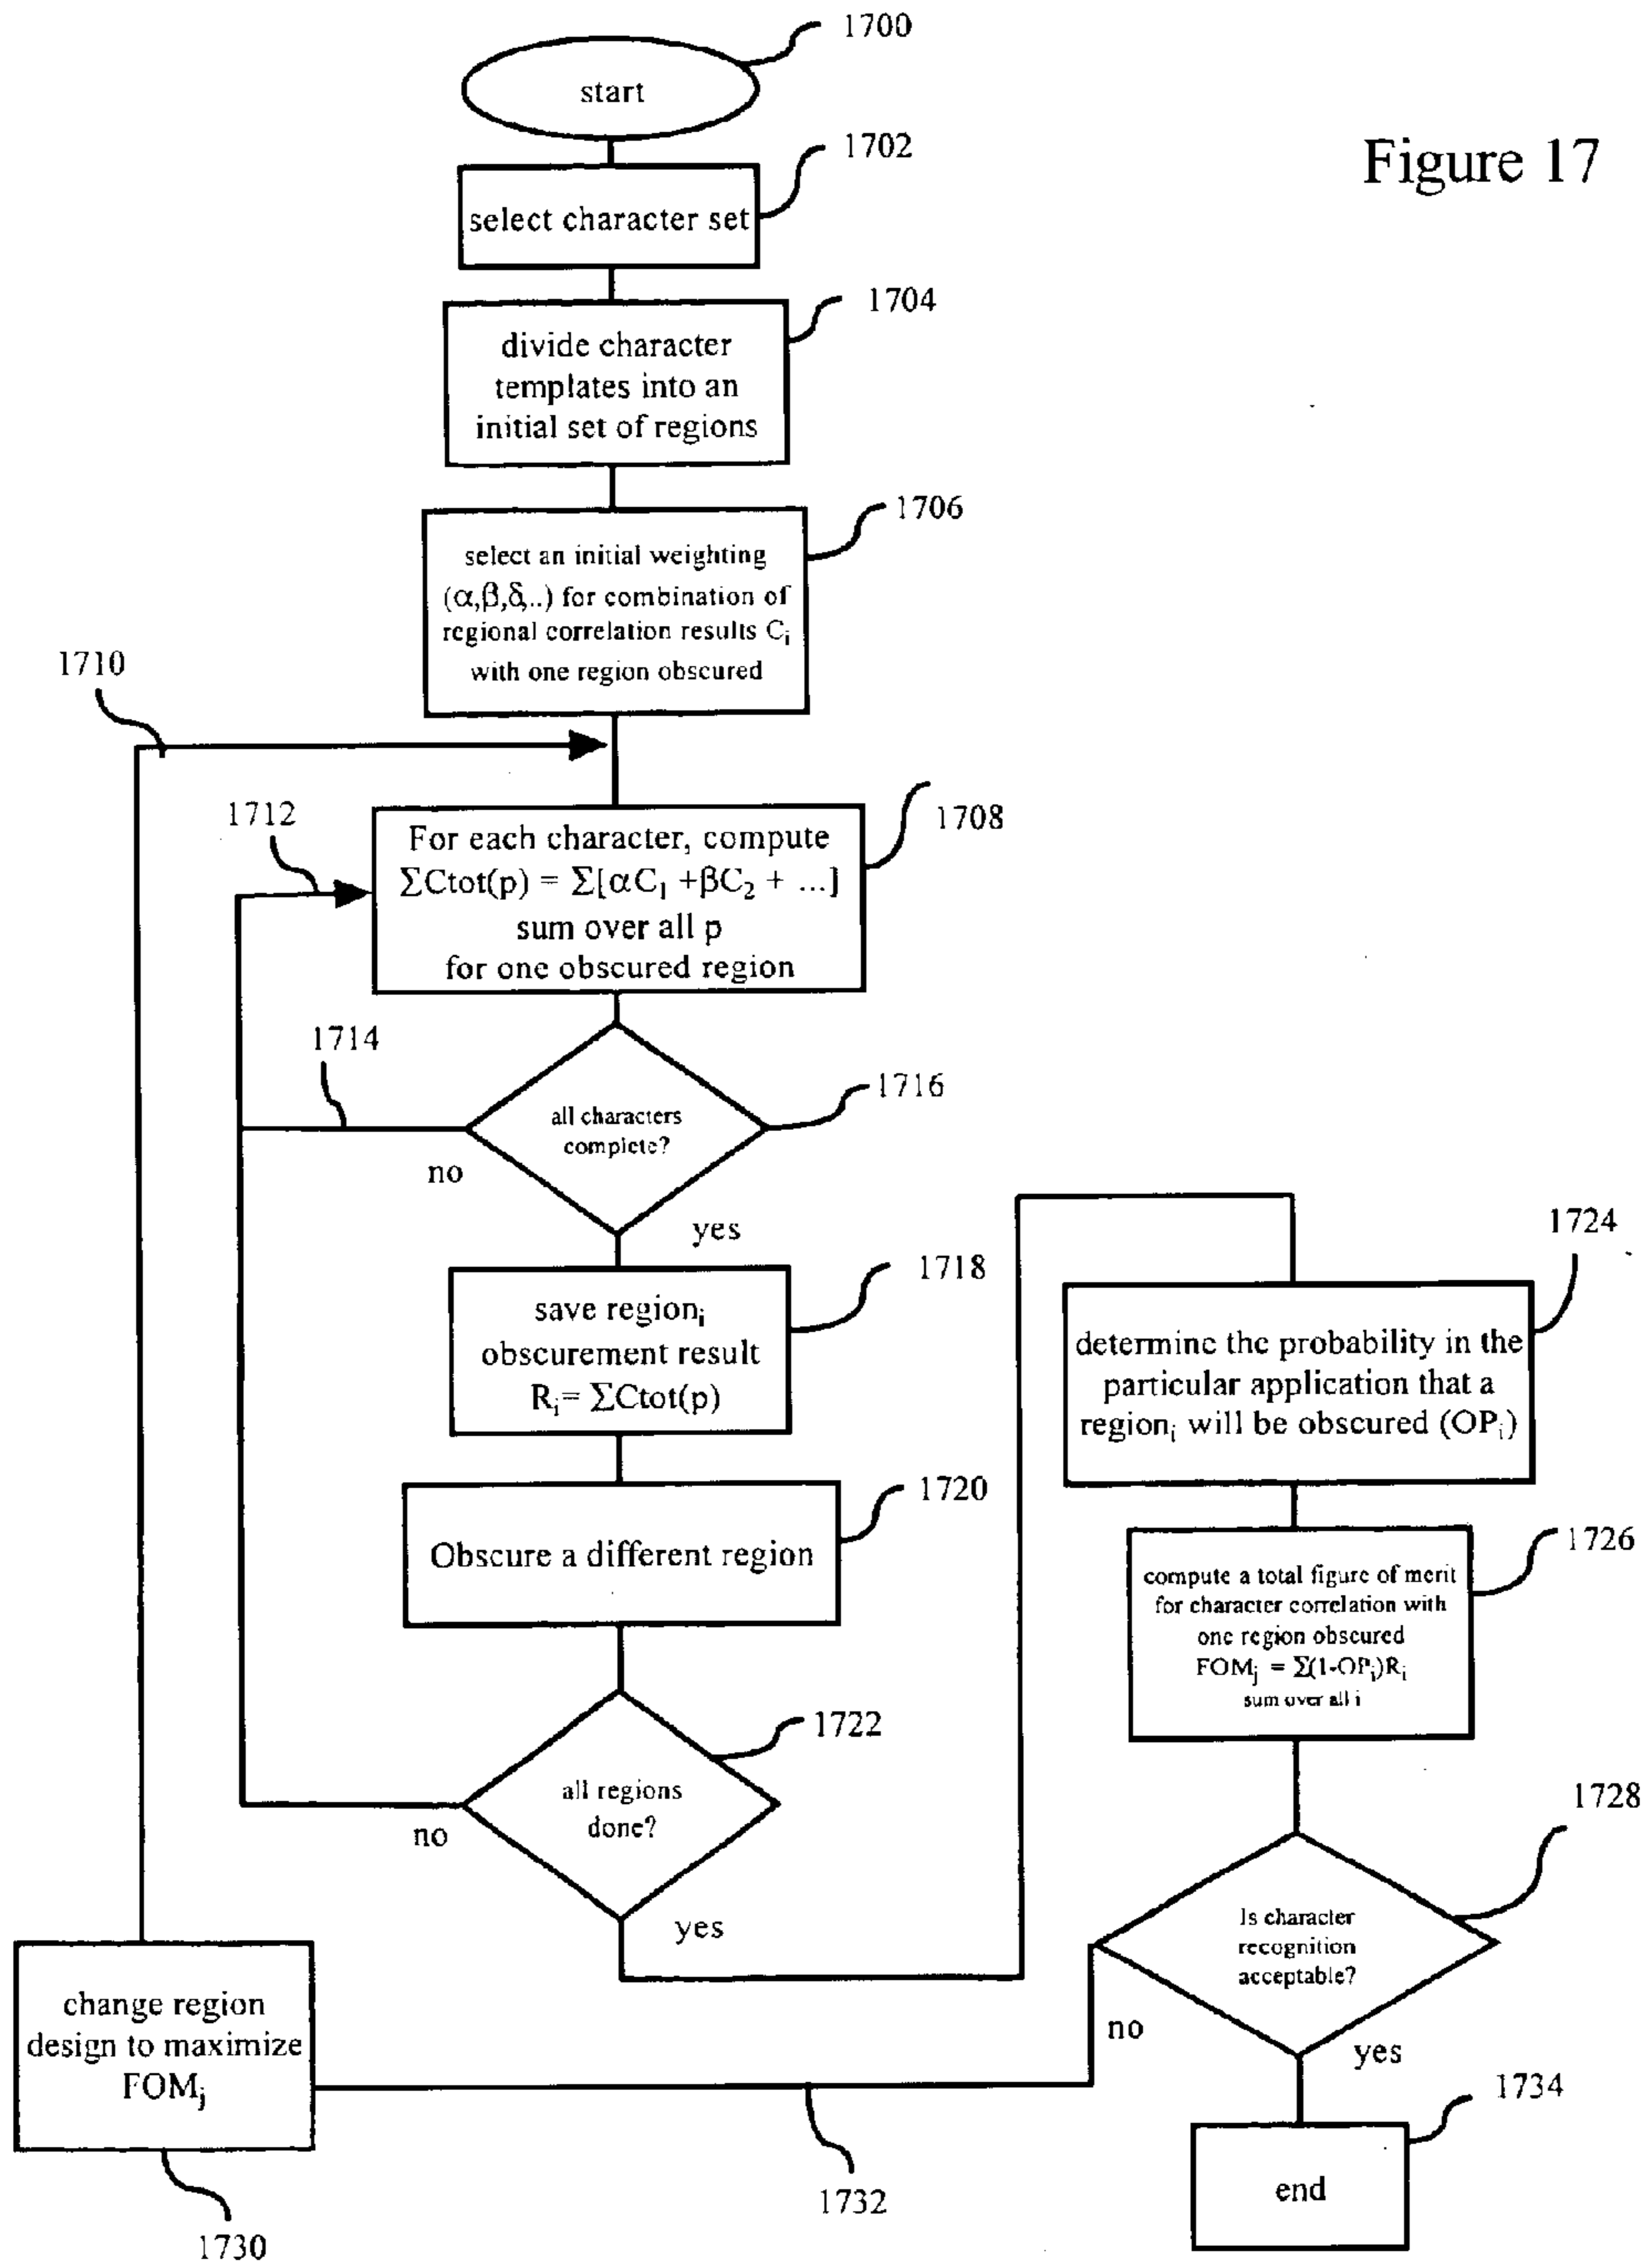 1700
start
Figure 17
1702
select character set
1704
divide character
templates into an
initial set of regions
1706
select an initial weighting
(α,β,δ,..) for combination of
regional correlation results Ci
with one region obscured
1710
1712
1708
For each character, compute
ΣCtot(p) = Σ[αC1 +βC2 + ...]
sum over all p
for one obscured region
1714
1716
all characters
complete?
no
yes
1718
save regioni
obscurement result
Ri= ΣCtot(p)
1720
Obscure a different region
1722
all regions
done?
no
yes
1724
determine the probability in the
particular application that a
regioni will be obscured (OPi)
1726
compute a total figure of merit
for character correlation with
one region obscured
FOMj = Σ(1-OPi)Ri
sum over all i
1728
Is character
recognition
acceptable?
no
yes
change region
design to maximize
FOMj
1730
1732
1734
end